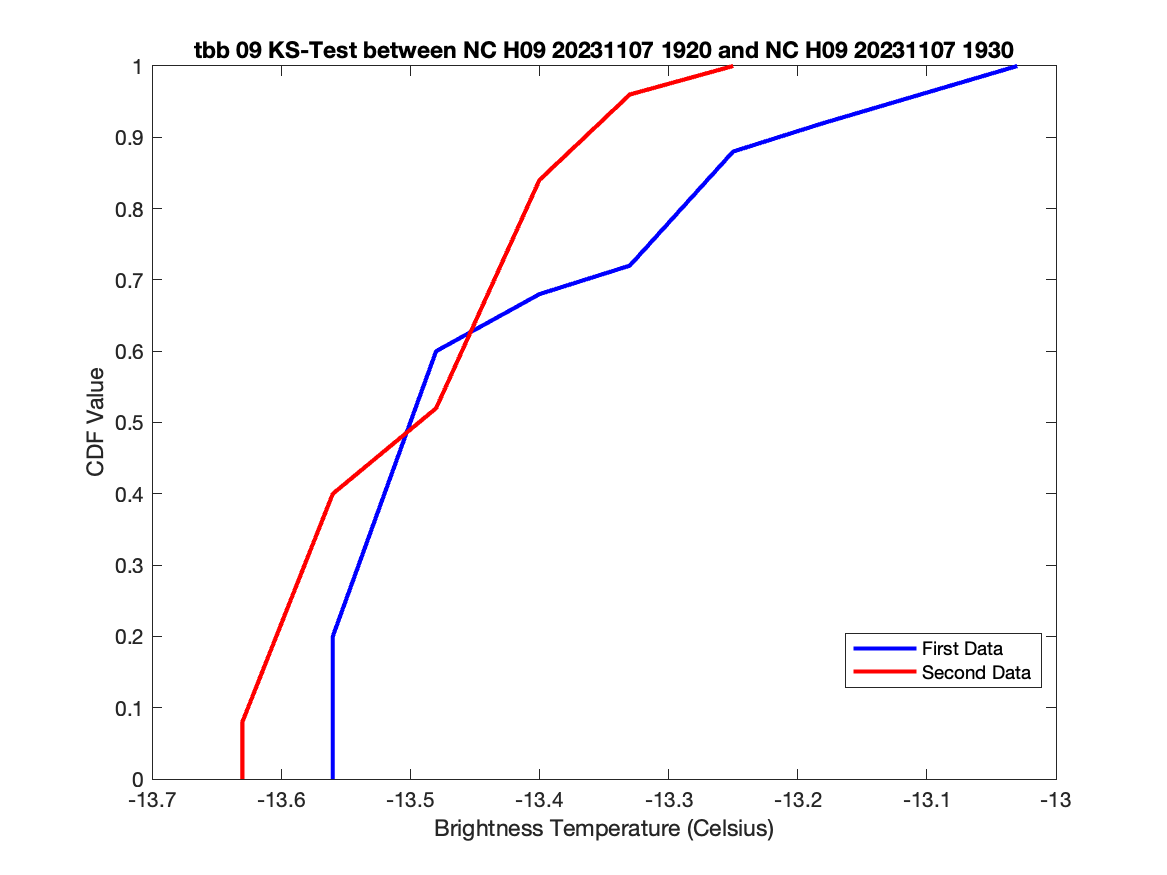 tbb 09 KS-Test between NC H09 20231107 1920 and NC H09 20231107 1930
1
0.9
0.8
0.7
0.6
0.5
0.4
0.3
0.2
0.1
0
CDF Value
First Data
Second Data
-13.7 -13.6 -13.5 -13.4 -13.3 -13.2 -13.1 -13
Brightness Temperature (Celsius)